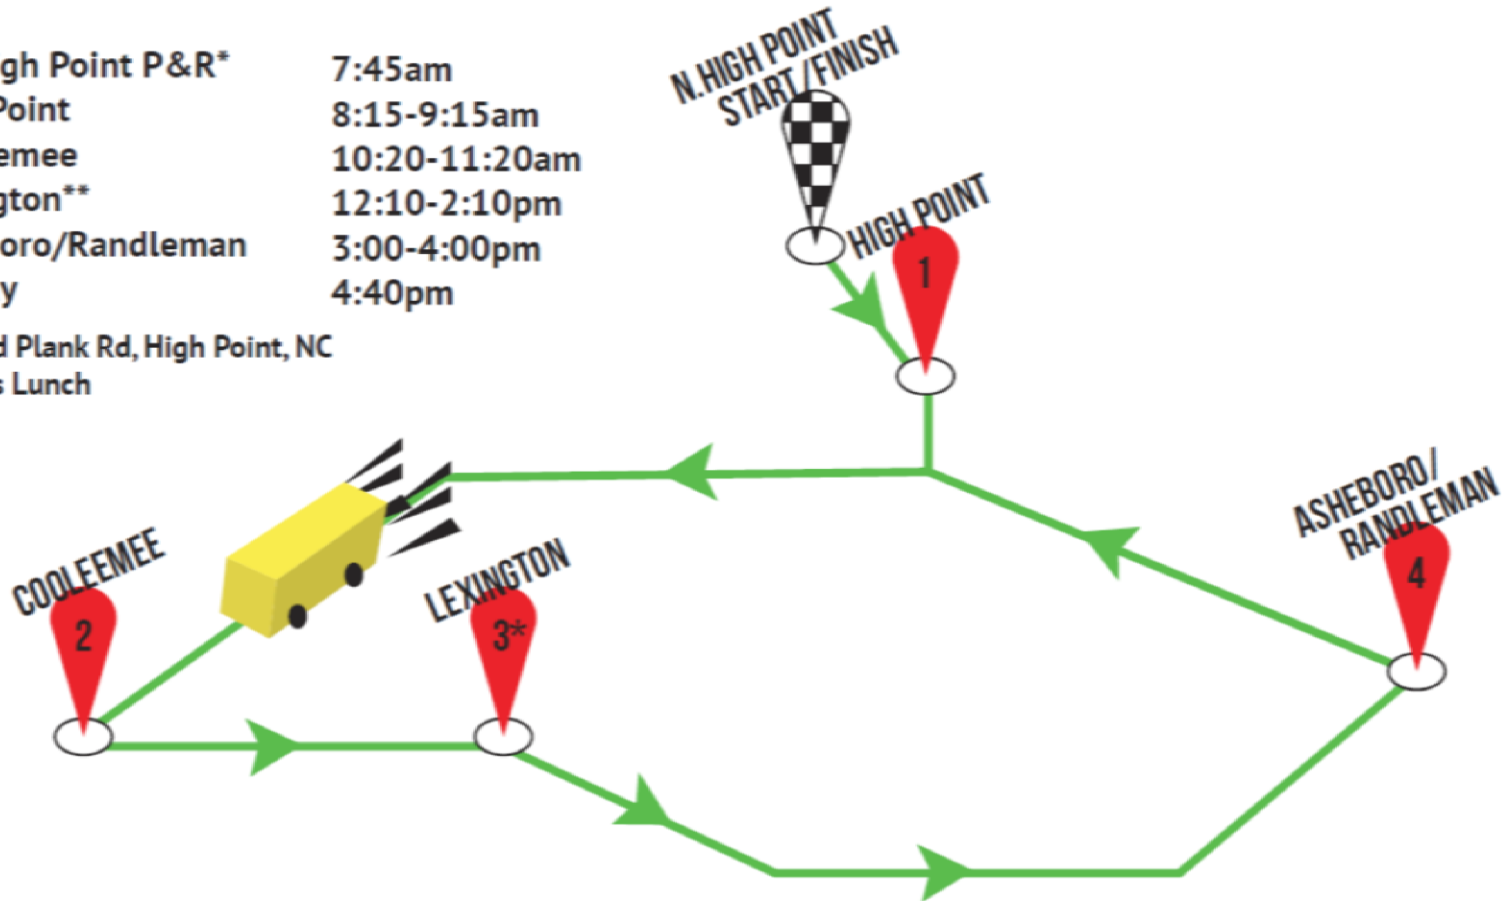 gh Point P&R* 7:45am
Point 8:15-9:15am
emee 10:20-11:20am
gton** 12:10-2:10pm
oro/Randleman 3:00-4:00pm
y 4:40pm
d Plank Rd, High Point, NC
s Lunch
N. HIGH POINT
START/FINISH
HIGH POINT
1
ASHEBORO/
RANDLEMAN
4
COOLEEMEE
2
LEXINGTON
3*